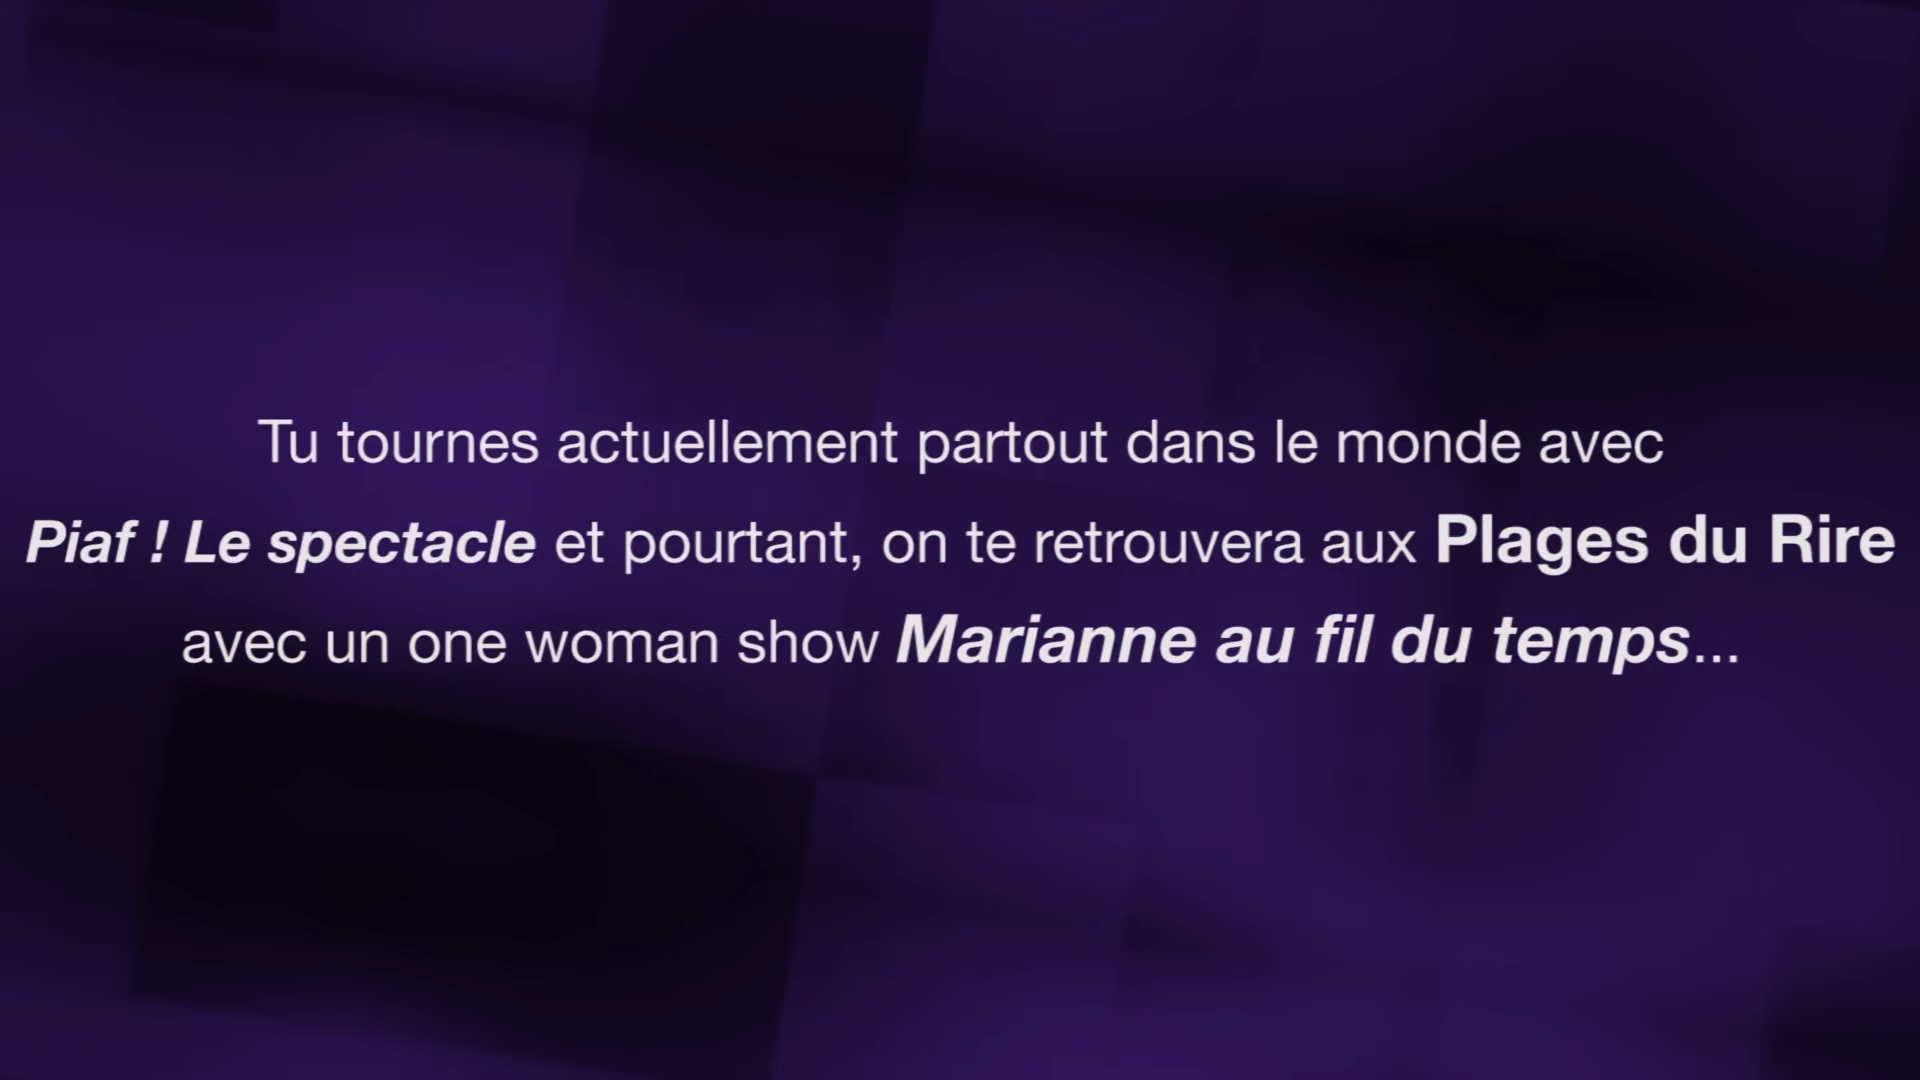 Tu tournes actuellement partout dans le monde avec
Piaf ! Le spectacle et pourtant, on te retrouvera aux Plages du Rire
avec un one woman show Marianne au fil du temps...